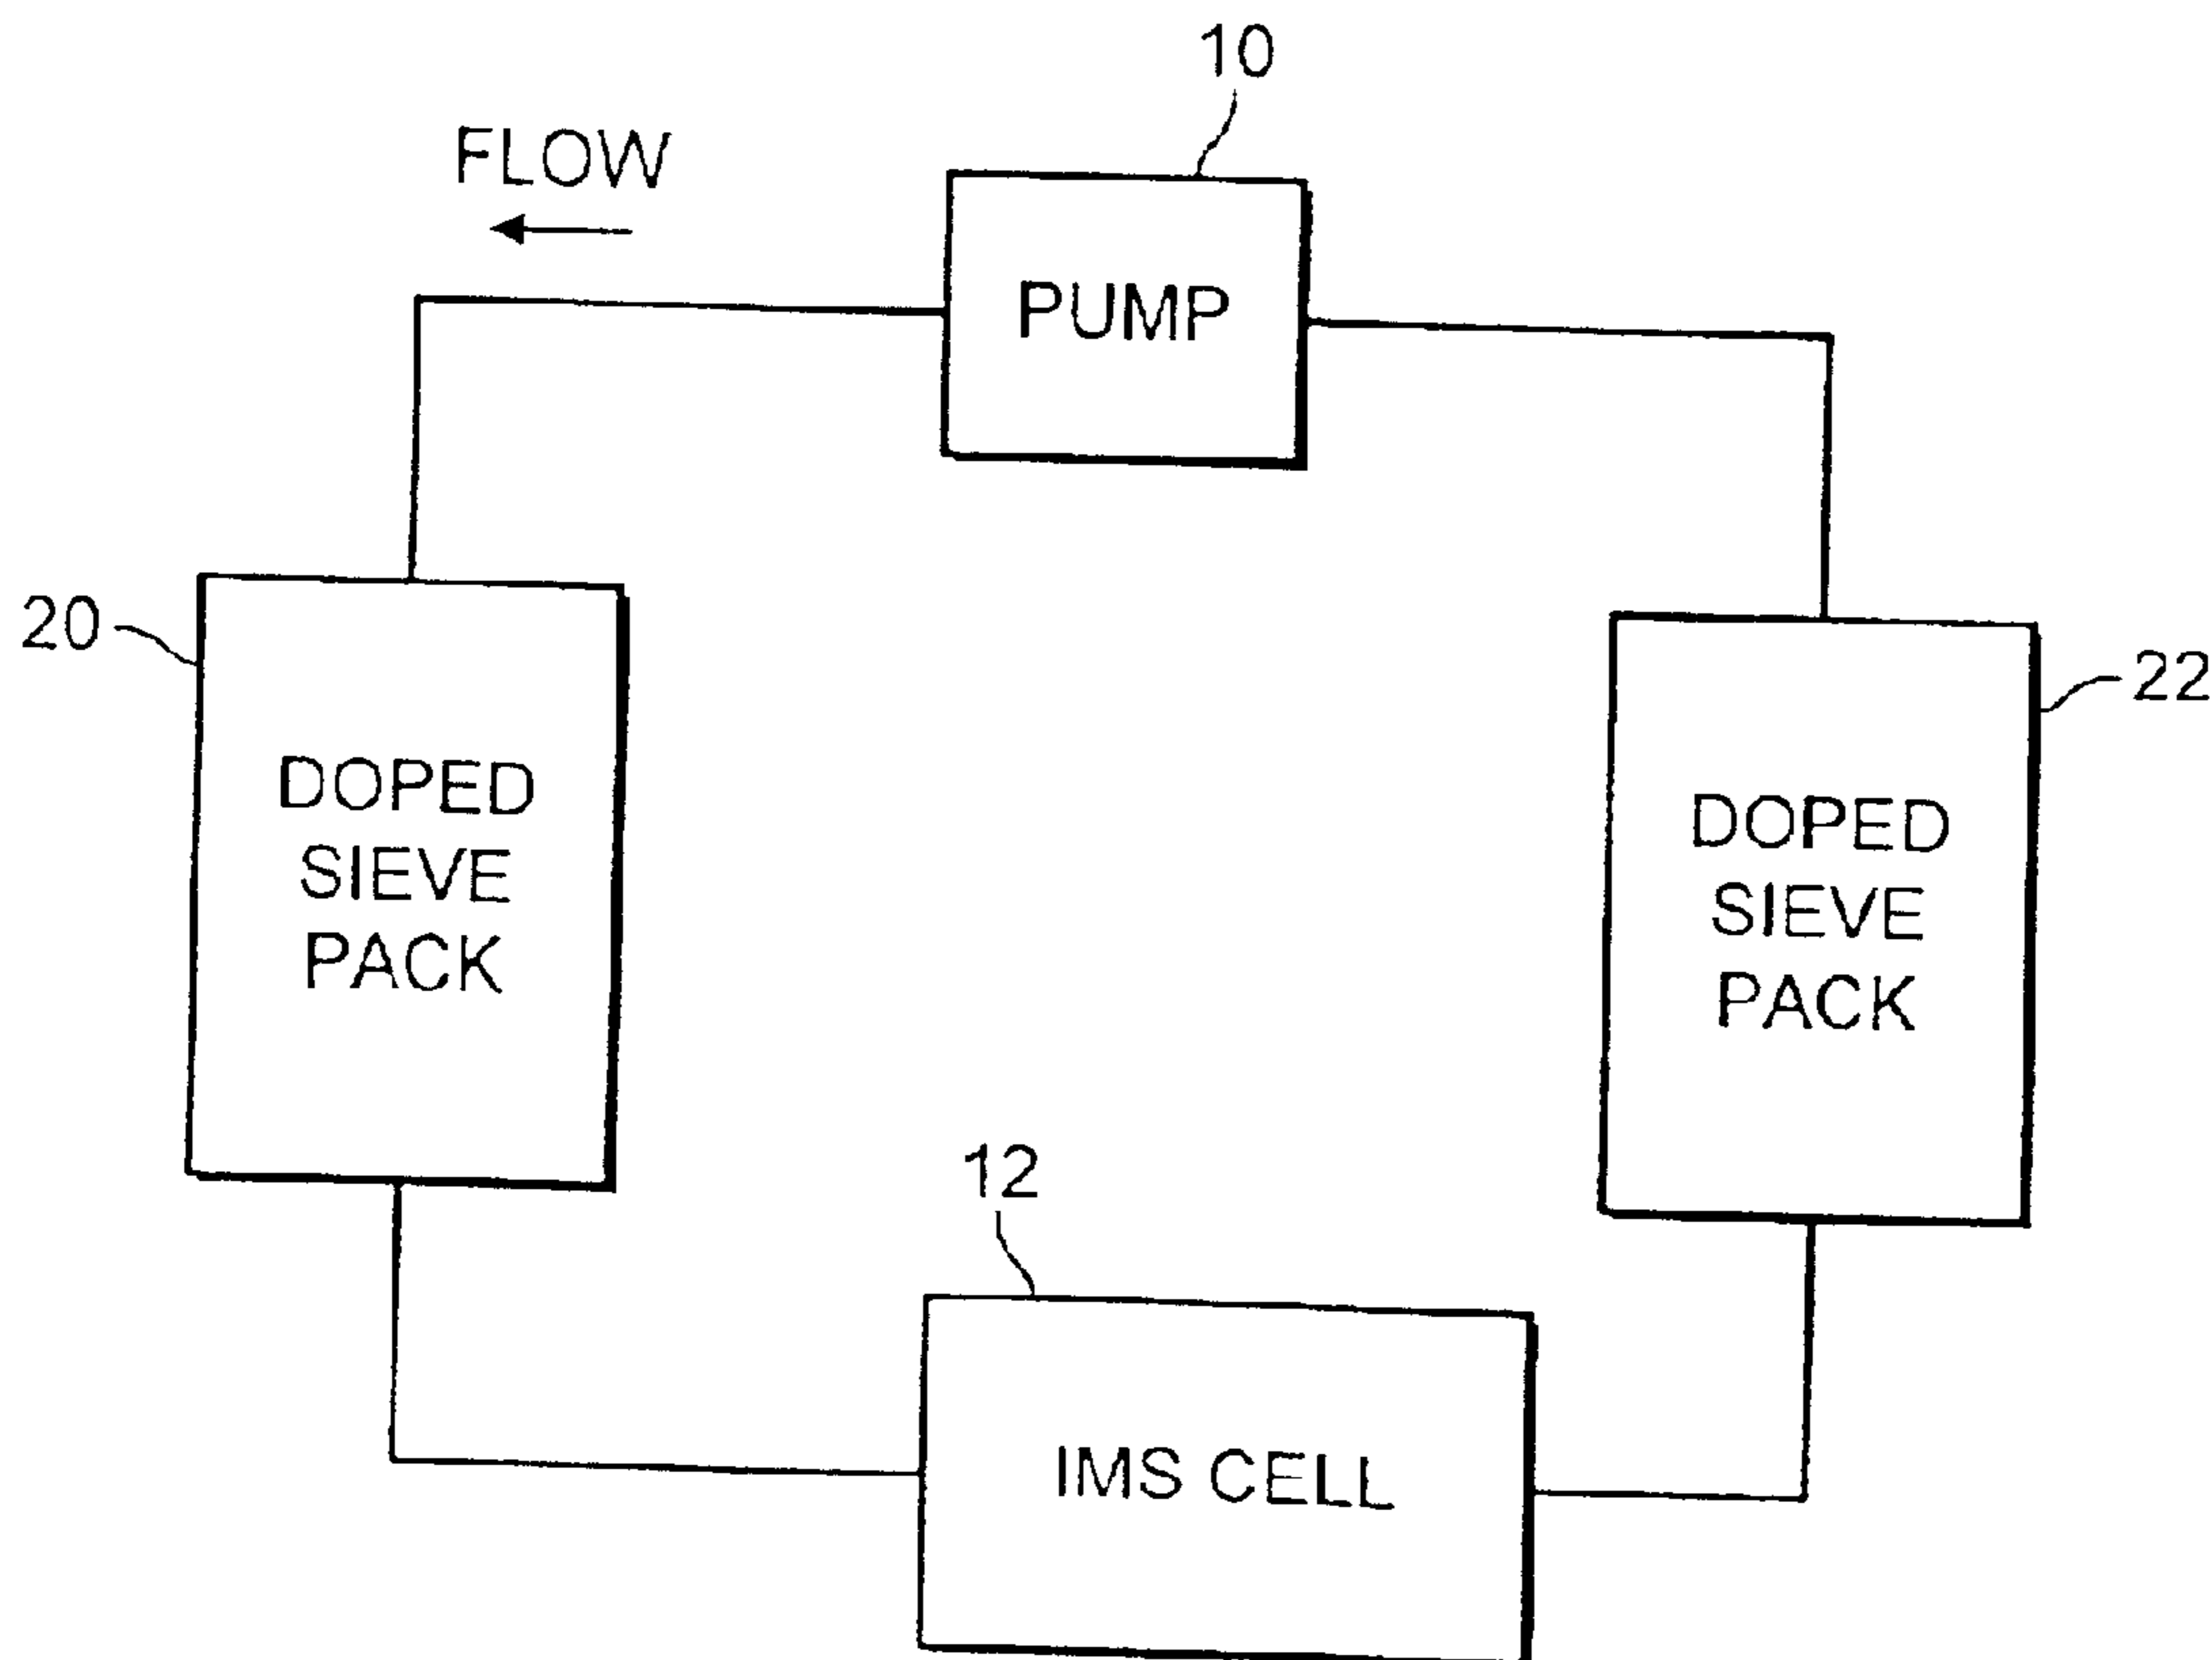 10
FLOW
PUMP
20
22
DOPED
SIEVE
PACK
DOPED
SIEVE
PACK
12
IMS CELL